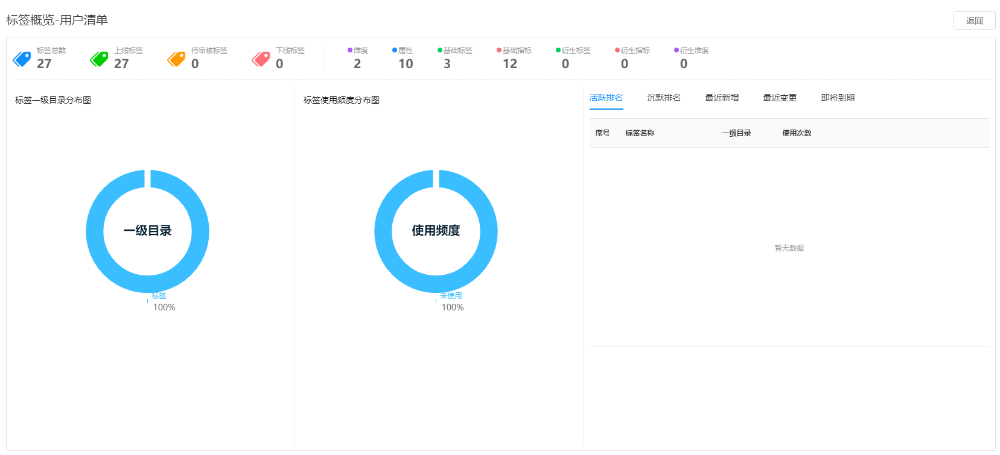 标签概览-用户清单
返回
标签总数 上线标签 待审核标签 下线标签 维度 属性 基础标签 基础指标 衍生标签 衍生指标 衍生维度
27 27 0 0 2 10 3 12 0 0 0
标签一级目录分布图
一级目录
标签
100%
标签使用频度分布图
使用频度
未使用
100%
活跃排名 沉默排名 最近新增 最近变更 即将到期
序号 标签名称 一级目录 使用次数
暂无数据